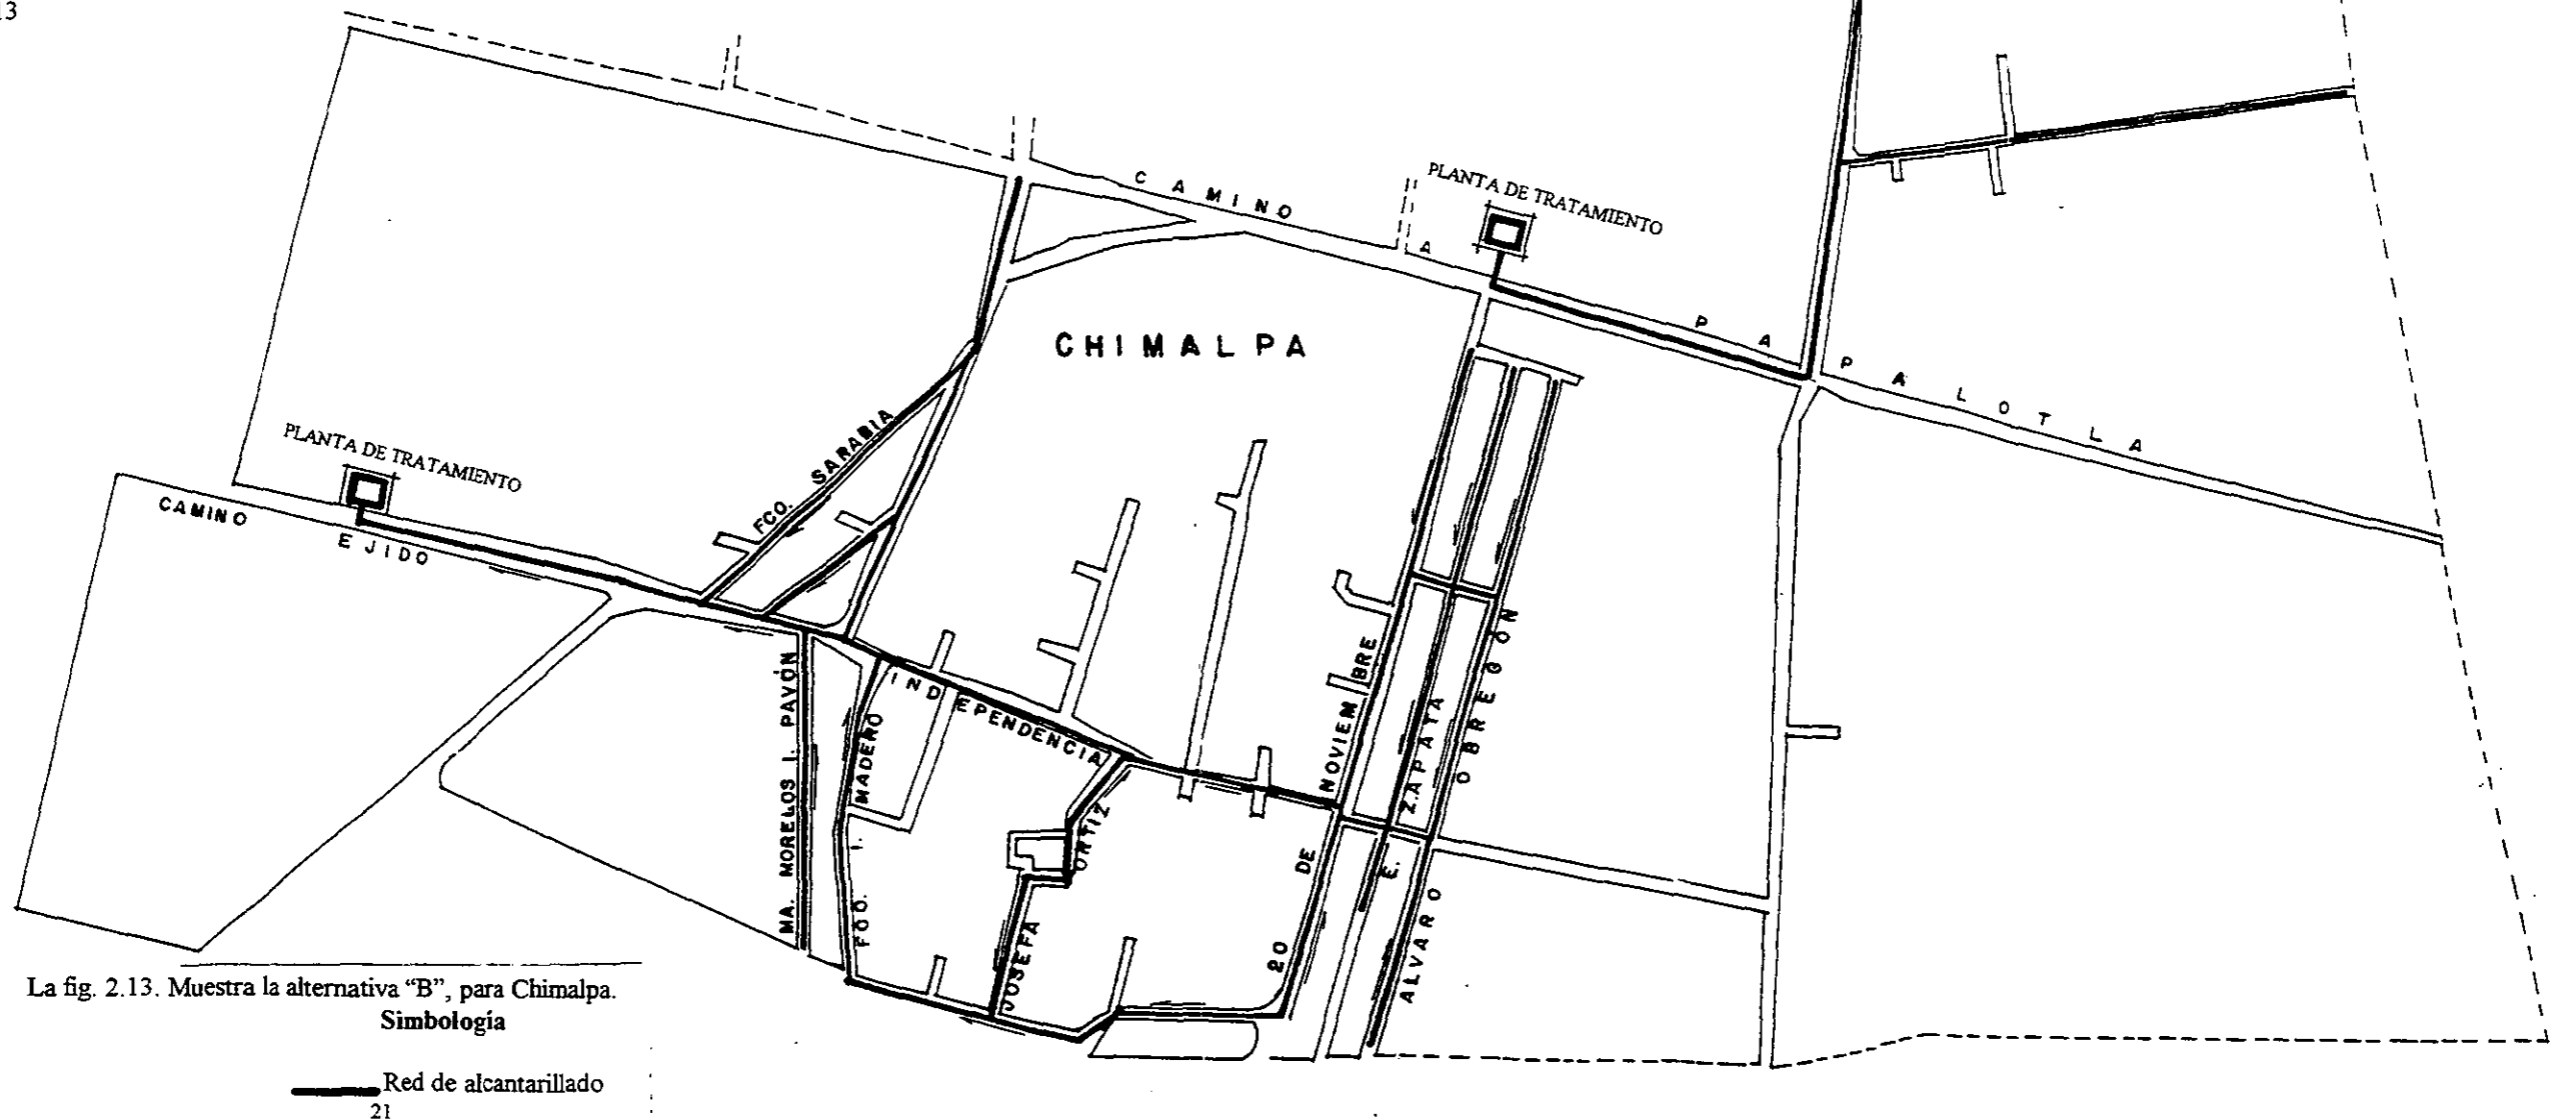 13
CAMINO A PAPALOTLA
PLANTA DE TRATAMIENTO
CHIMALPA
FCO. SARABIA
PLANTA DE TRATAMIENTO
CAMINO EJIDO
MA. MORELOS I. PAVÓN
FCO. I. MADERO
INDEPENDENCIA
JOSEFA ORTIZ
20 DE NOVIEMBRE
E. ZAPATA
ALVARO OBREGON
La fig. 2.13. Muestra la alternativa “B”, para Chimalpa.
Simbología
Red de alcantarillado
21